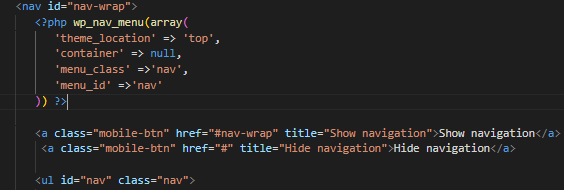 <nav id="nav-wrap">
<?php wp_nav_menu(array(
'theme_location' => 'top',
'container' => null,
'menu_class' =>'nav',
'menu_id' =>'nav'
)) ?>
<a class="mobile-btn" href="#nav-wrap" title="Show navigation">Show navigation</a>
<a class="mobile-btn" href="#" title="Hide navigation">Hide navigation</a>
<ul id="nav" class="nav">